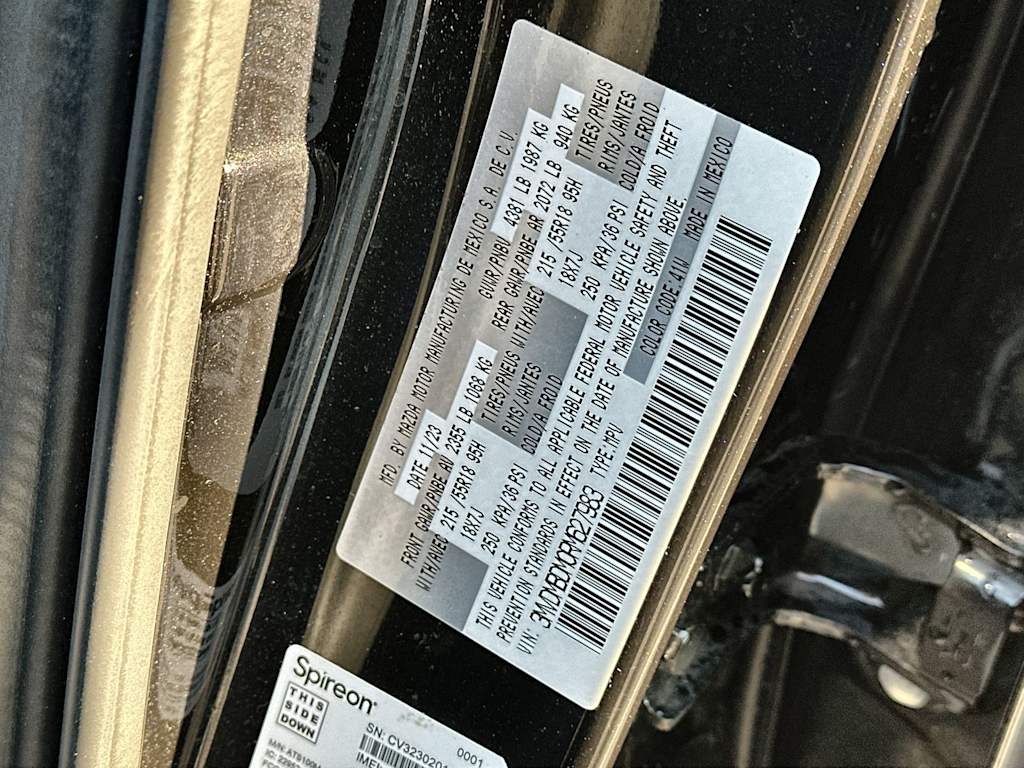 MFD. BY MAZDA MOTOR MANUFACTURING DE MEXICO S.A. DE C.V.
DATE 11/23 GVWR/PNBV 4381 LB 1987 KG
FRONT GAWR/PNBE AV 2355 LB 1068 KG REAR GAWR/PNBE AR 2072 LB 940 KG
WITH/AVEC 215/55R18 95H TIRES/PNEUS WITH/AVEC 215/55R18 95H TIRES/PNEUS
18X7J RIMS/JANTES 18X7J RIMS/JANTES
250 KPA/36 PSI COLD/A FROID 250 KPA/36 PSI COLD/A FROID
THIS VEHICLE CONFORMS TO ALL APPLICABLE FEDERAL MOTOR VEHICLE SAFETY AND THEFT
PREVENTION STANDARDS IN EFFECT ON THE DATE OF MANUFACTURE SHOWN ABOVE.
VIN: TYPE:MPV COLOR CODE:41W MADE IN MEXICO
Spireon
THIS
SIDE
DOWN
0001